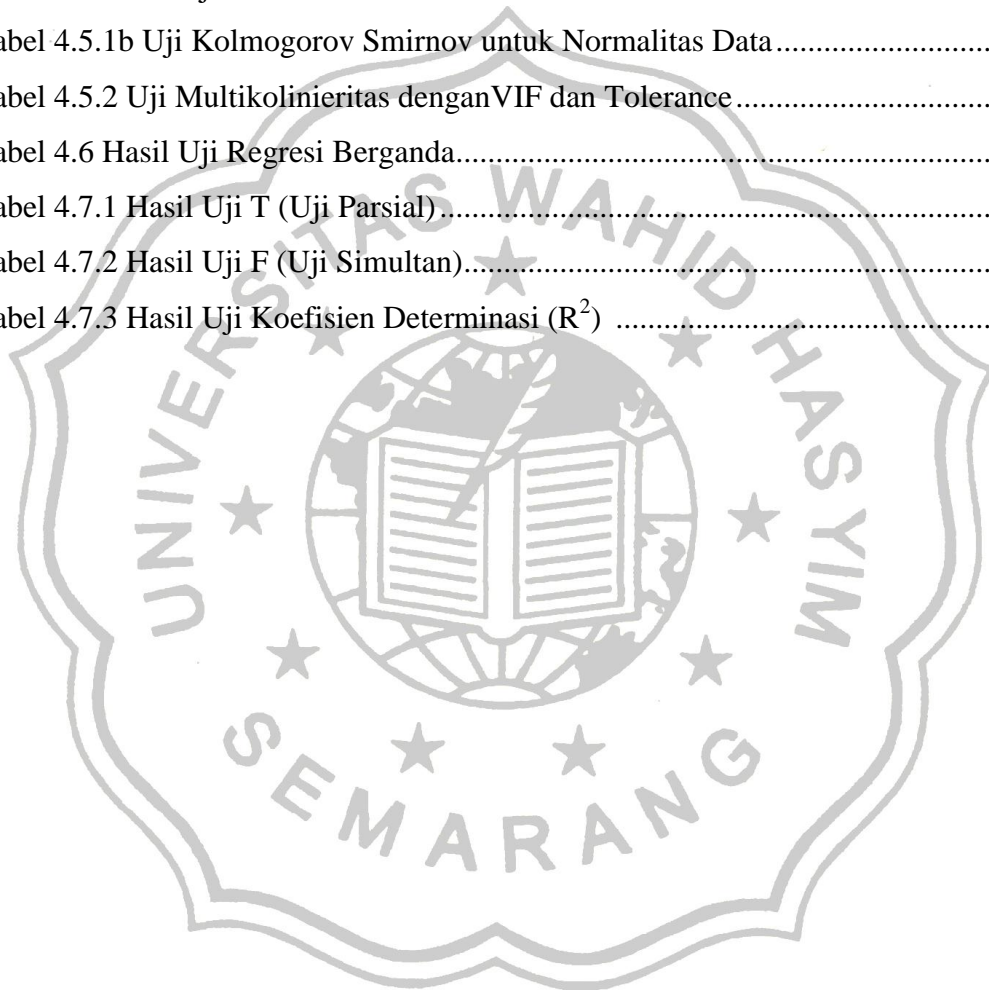 abel 4.5.1b Uji Kolmogorov Smirnov untuk Normalitas Data..............................
abel 4.5.2 Uji Multikolinieritas denganVIF dan Tolerance...................................
abel 4.6 Hasil Uji Regresi Berganda.......................................................................
abel 4.7.1 Hasil Uji T (Uji Parsial).........................................................................
abel 4.7.2 Hasil Uji F (Uji Simultan)......................................................................
abel 4.7.3 Hasil Uji Koefisien Determinasi (R²) ..................................................
UNIVERSITAS WAHID HASYIM
SEMARANG